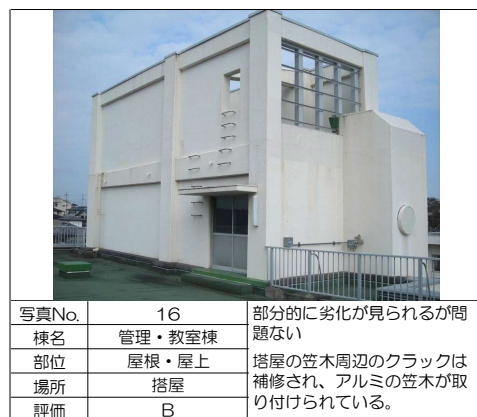 写真No. 16
棟名 管理・教室棟
部位 屋根・屋上
場所 塔屋
評価 B
部分的に劣化が見られるが問
題ない
塔屋の笠木周辺のクラックは
補修され、アルミの笠木が取
り付けられている。